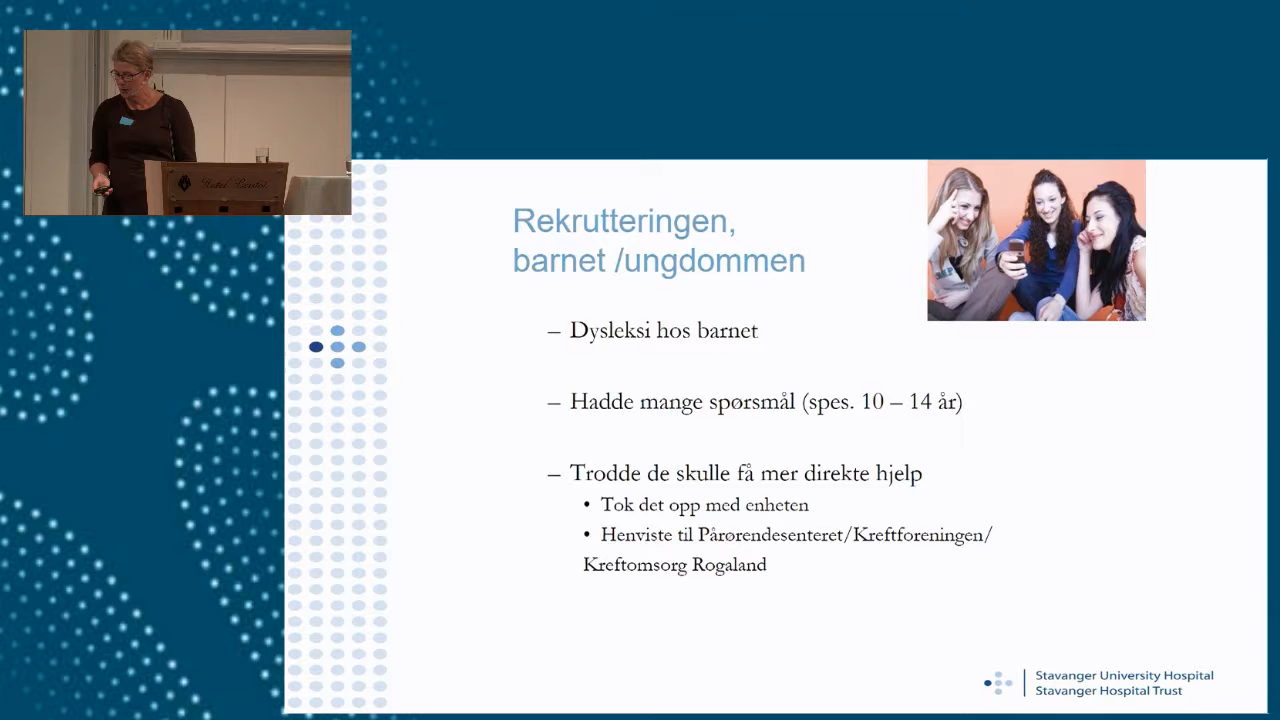 Rekrutteringen,
barnet /ungdommen
– Dysleksi hos barnet
– Hadde mange spørsmål (spes. 10 – 14 år)
– Trodde de skulle få mer direkte hjelp
• Tok det opp med enheten
• Henviste til Pårørendesenteret/Kreftforeningen/
Kreftomsorg Rogaland
Stavanger University Hospital
Stavanger Hospital Trust